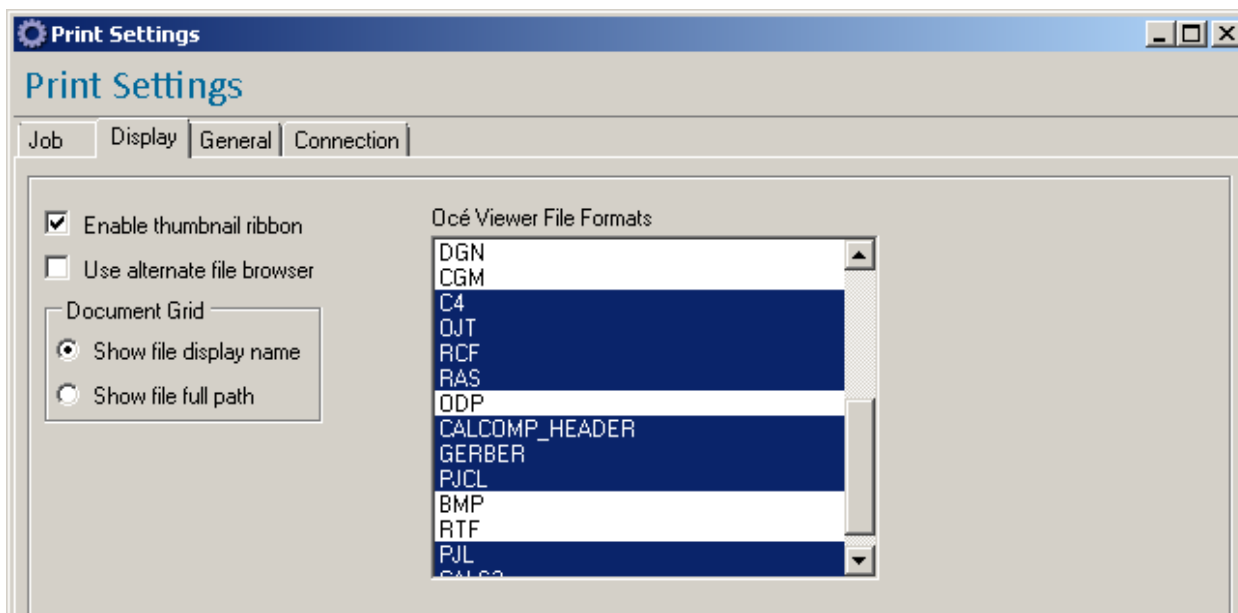 Print Settings
Print Settings
Job Display General Connection
Enable thumbnail ribbon
Use alternate file browser
Document Grid
Show file display name
Show file full path
Océ Viewer File Formats
DGN
CGM
C4
OJT
RCF
RAS
ODP
CALCOMP_HEADER
GERBER
PJCL
BMP
RTF
PJL